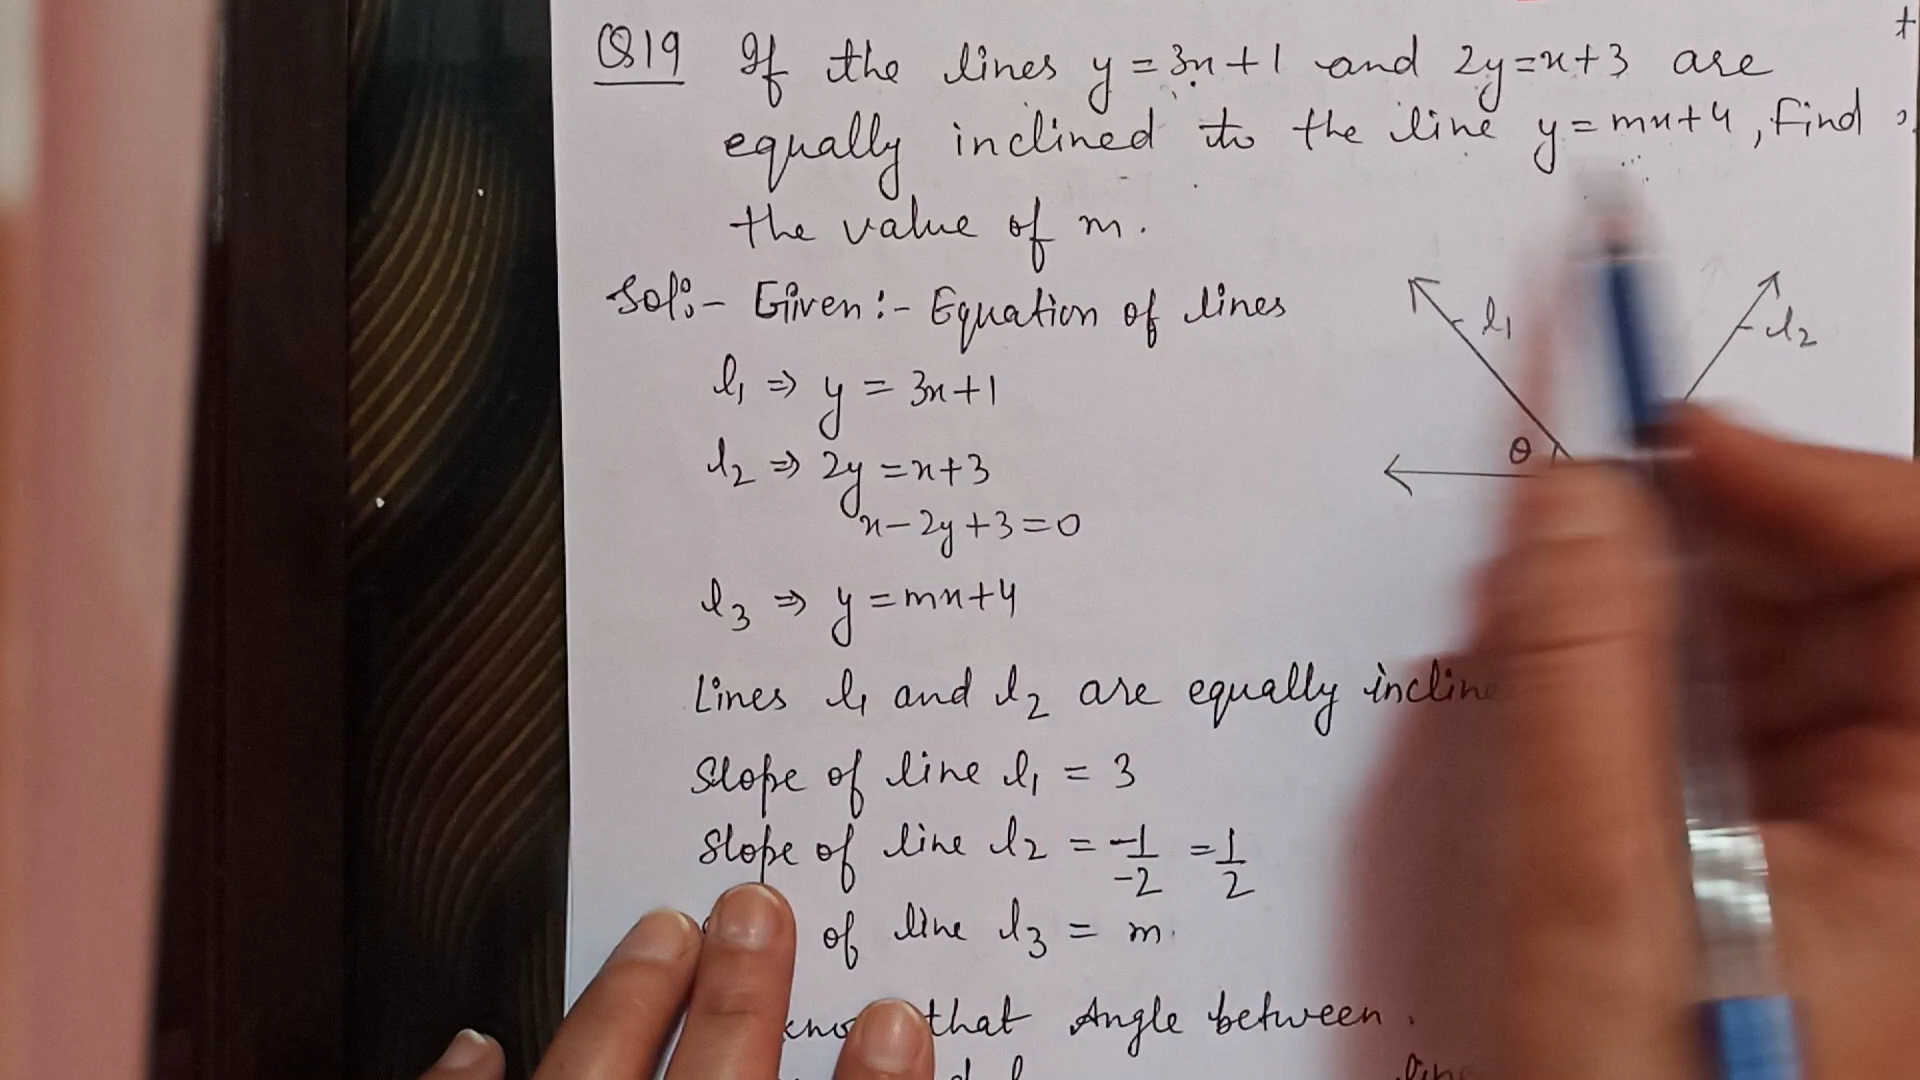 Q19 If the lines y = 3x+1 and 2y=x+3 are
equally inclined to the line y=mx+4, find
the value of m.
Sol:- Given:- Equation of lines
l1 ⇒ y = 3x+1
l2 ⇒ 2y = x+3
x-2y+3=0
l3 ⇒ y=mx+4
Lines l1 and l2 are equally
Slope of line l1 = 3
Slope of line l2 = -1/-2 = 1/2
of line l3 = m.
that Angle between
l1
l2
θ